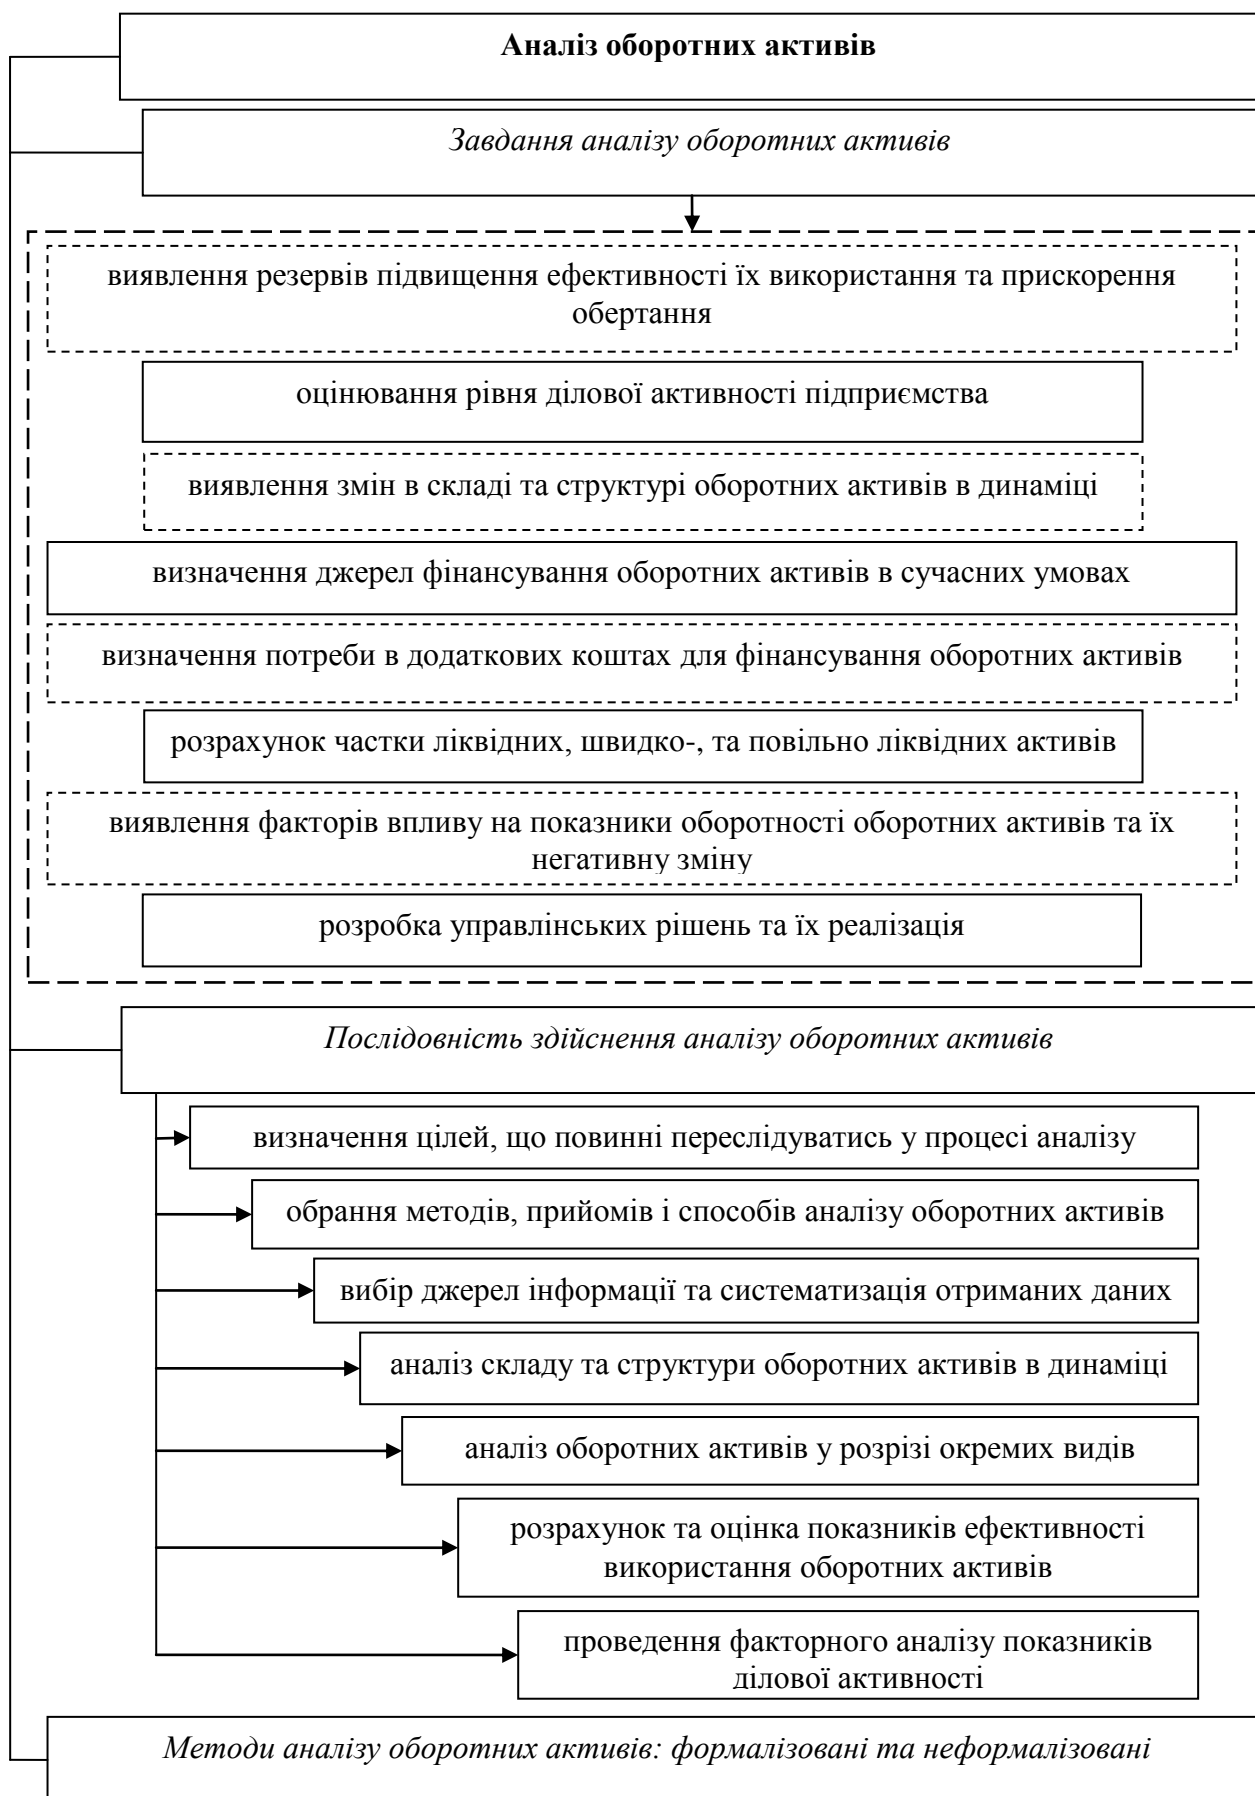 Аналіз оборотних активів
Завдання аналізу оборотних активів
виявлення резервів підвищення ефективності їх використання та прискорення
обертання
оцінювання рівня ділової активності підприємства
виявлення змін в складі та структурі оборотних активів в динаміці
визначення джерел фінансування оборотних активів в сучасних умовах
визначення потреби в додаткових коштах для фінансування оборотних активів
розрахунок частки ліквідних, швидко-, та повільно ліквідних активів
виявлення факторів впливу на показники оборотності оборотних активів та їх
негативну зміну
розробка управлінських рішень та їх реалізація
Послідовність здійснення аналізу оборотних активів
визначення цілей, що повинні переслідуватись у процесі аналізу
обрання методів, прийомів і способів аналізу оборотних активів
вибір джерел інформації та систематизація отриманих даних
аналіз складу та структури оборотних активів в динаміці
аналіз оборотних активів у розрізі окремих видів
розрахунок та оцінка показників ефективності
використання оборотних активів
проведення факторного аналізу показників
ділової активності
Методи аналізу оборотних активів: формалізовані та неформалізовані